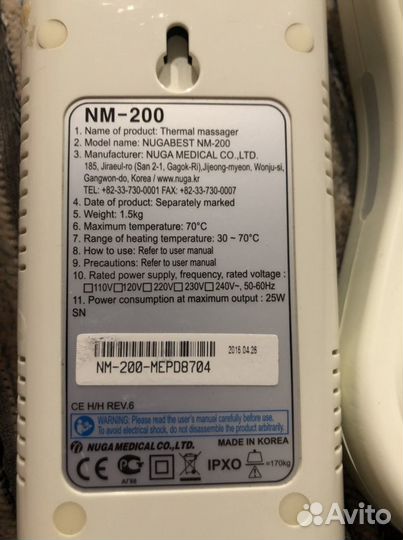 NM-200
1. Name of product: Thermal massager
2. Model name: NUGABEST NM-200
3. Manufacturer: NUGA MEDICAL CO., LTD.
185, Jiraeul-ro (San 2-1, Gagok-Ri),Jijeong-myeon, Wonju-si,
Gangwon-do, Korea / www.nuga.kr
TEL: +82-33-730-0001 FAX: +82-33-730-0007
4. Date of product: Separately marked
5. Weight: 1.5kg
6. Maximum temperature: 70°C
7. Range of heating temperature: 30 ~ 70°C
8. How to use: Refer to user manual
9. Precautions: Refer to user manual
10. Rated power supply, frequency, rated voltage :
☐110V☐120V☐220V☐230V☐240V~, 50-60Hz
11. Power consumption at maximum output : 25W
SN
2016.04.26
NM-200-MEPD8704
CE H/H REV.6
WARNING: Please read the user's manual carefully before use.
To avoid electrical shock, do not disassemble the product arbitrarily.
NUGA MEDICAL CO., LTD.
MADE IN KOREA
CE
IPX0
≈170kg
Avito